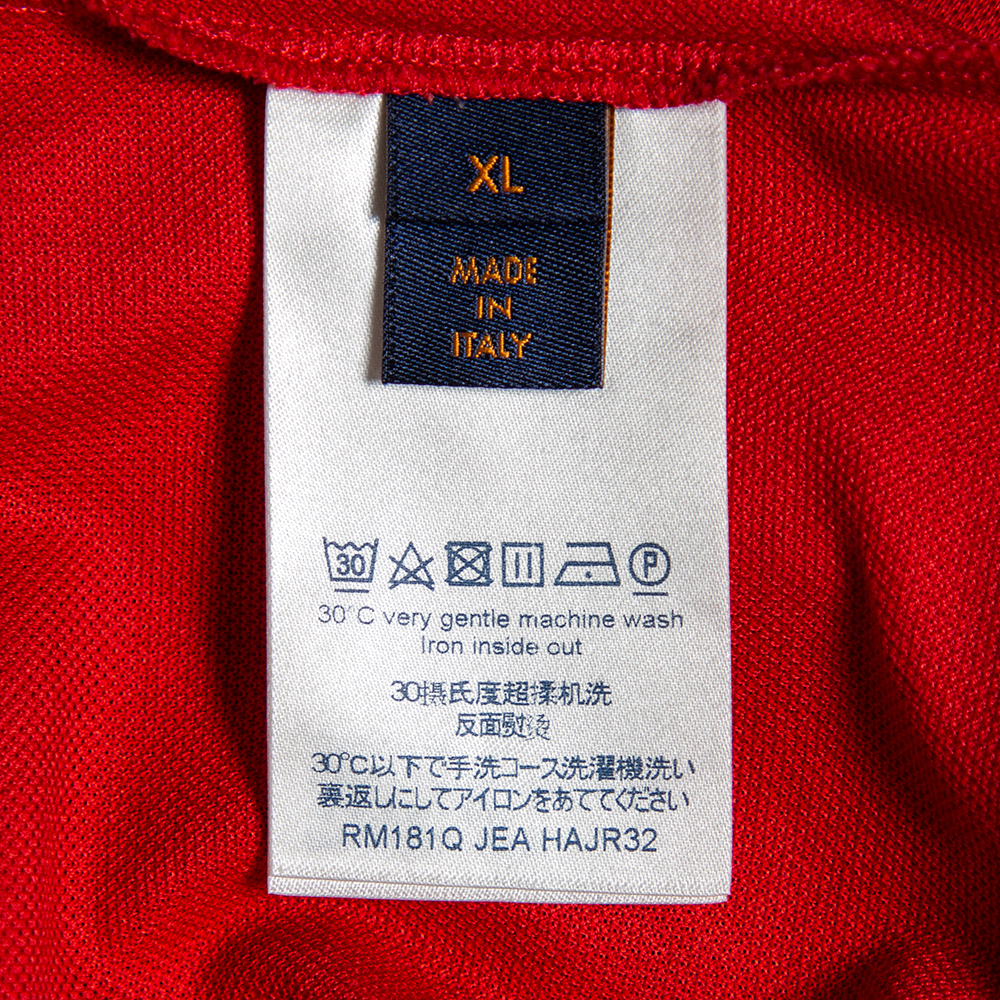 XL
MADE
IN
ITALY
30
P
30°C very gentle machine wash
Iron inside out
30摄氏度超揉机洗
反面熨烫
30°C以下で手洗コース洗濯機洗い
裏返しにしてアイロンをあててください
RM181Q JEA HAJR32